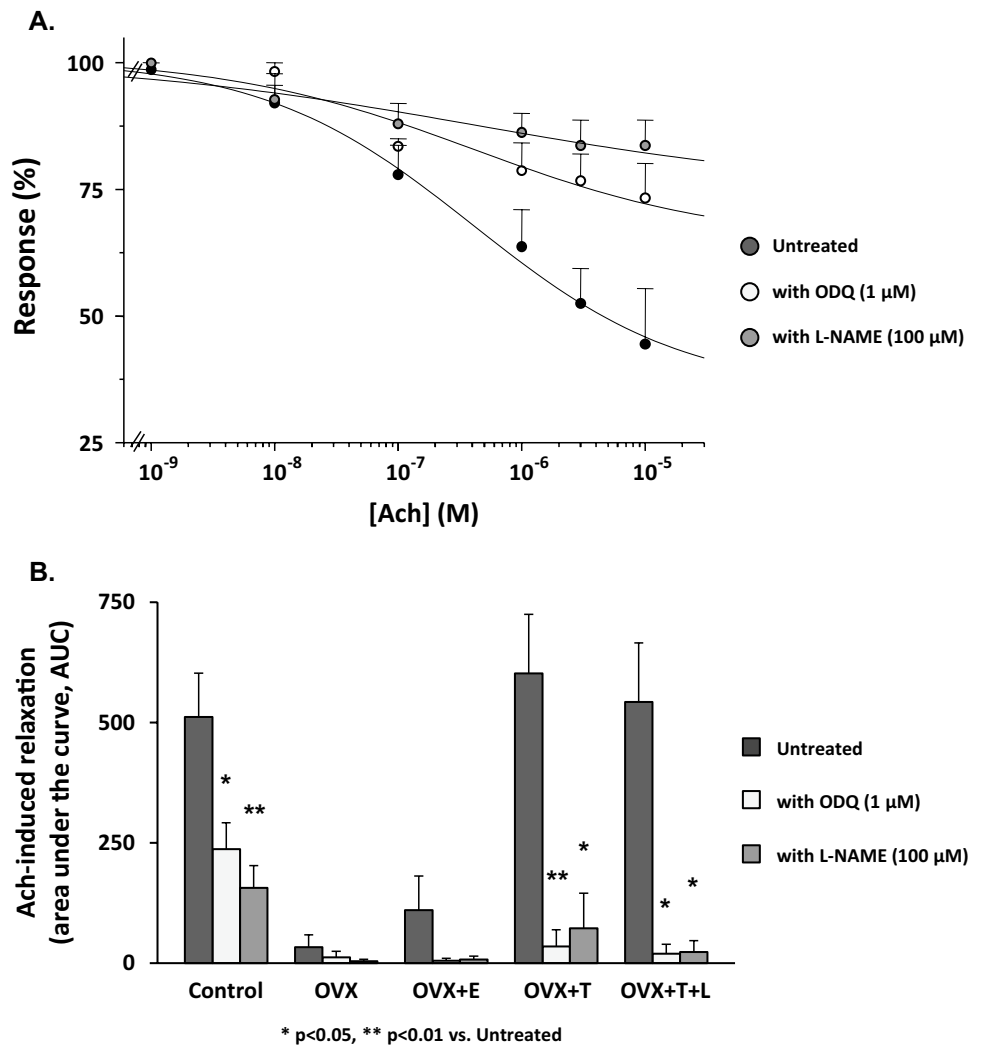 A.
Response (%)
100
75
50
25
10-9
10-8
10-7
10-6
10-5
[Ach] (M)
Untreated
with ODQ (1 µM)
with L-NAME (100 µM)
B.
Ach-induced relaxation
(area under the curve, AUC)
750
500
250
0
*
**
**
*
*
*
Control
OVX
OVX+E
OVX+T
OVX+T+L
Untreated
with ODQ (1 µM)
with L-NAME (100 µM)
* p<0.05, ** p<0.01 vs. Untreated